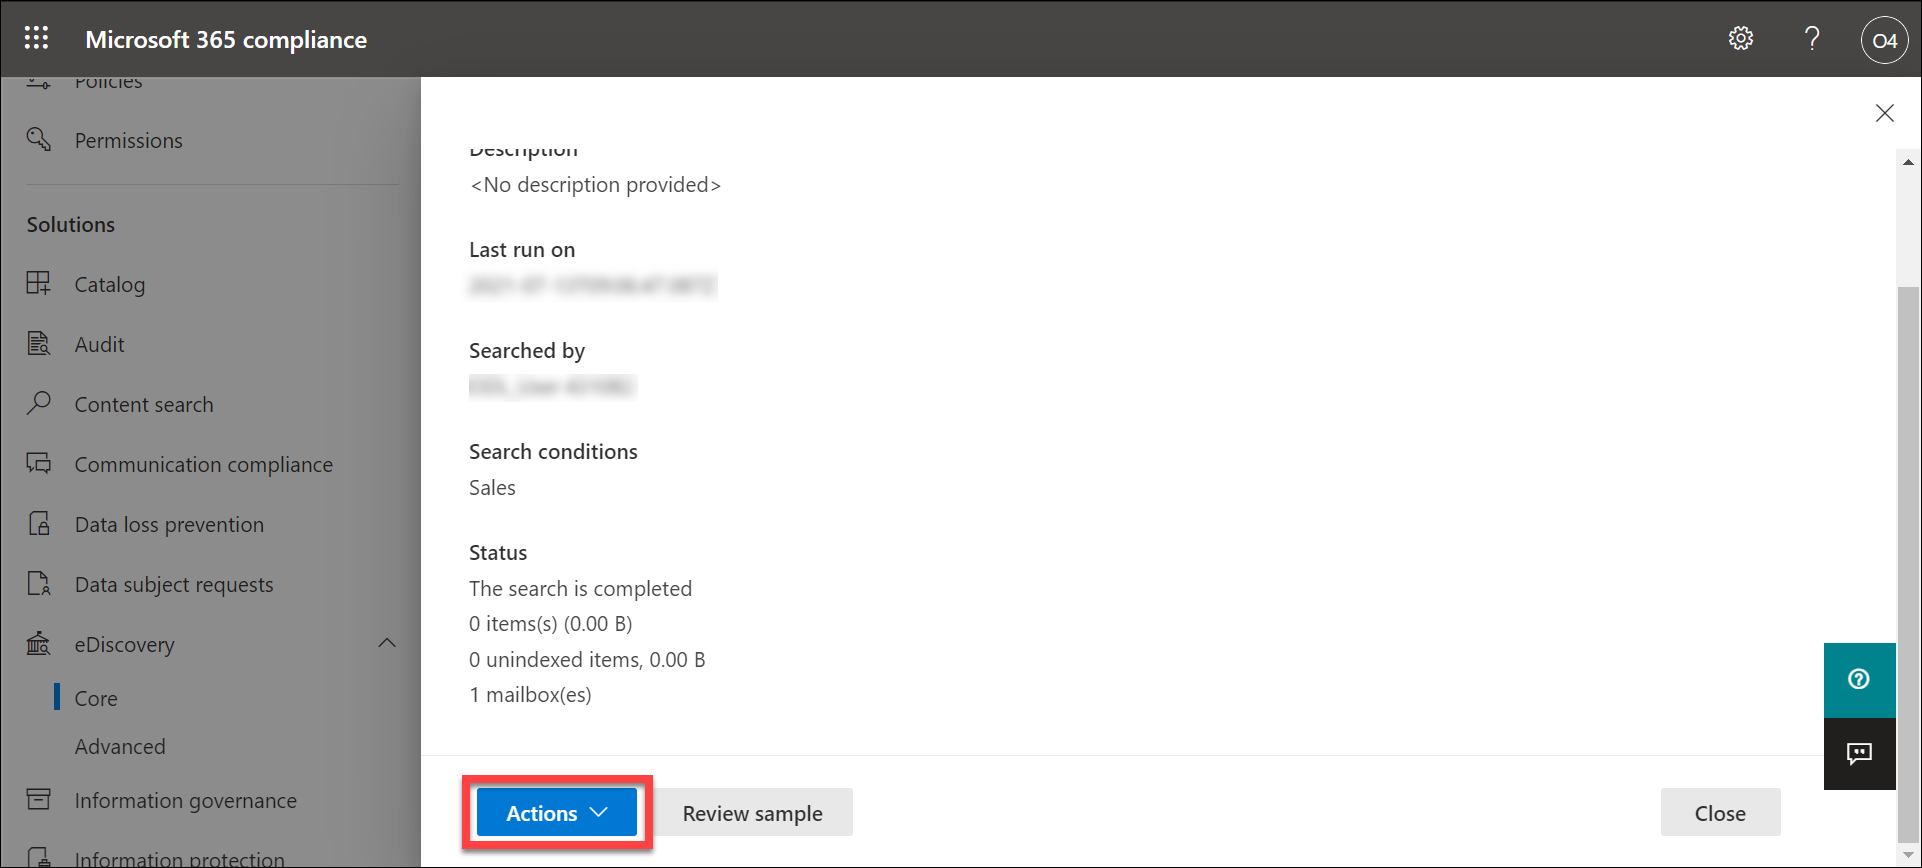 Microsoft 365 compliance
?
O4
Policies
Permissions
Solutions
Catalog
Audit
Content search
Communication compliance
Data loss prevention
Data subject requests
eDiscovery
Core
Advanced
Information governance
Information protection
Description
<No description provided>
Last run on
Searched by
Search conditions
Sales
Status
The search is completed
0 items(s) (0.00 B)
0 unindexed items, 0.00 B
1 mailbox(es)
Actions
Review sample
Close